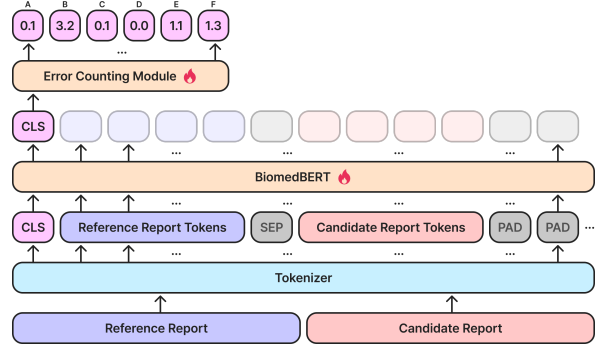 A B C D E F
0.1 3.2 0.1 0.0 1.1 1.3
...
Error Counting Module
CLS
... ... ... ...
BiomedBERT
... ... ... ...
CLS Reference Report Tokens SEP Candidate Report Tokens PAD PAD ...
... ... ... ...
Tokenizer
Reference Report Candidate Report